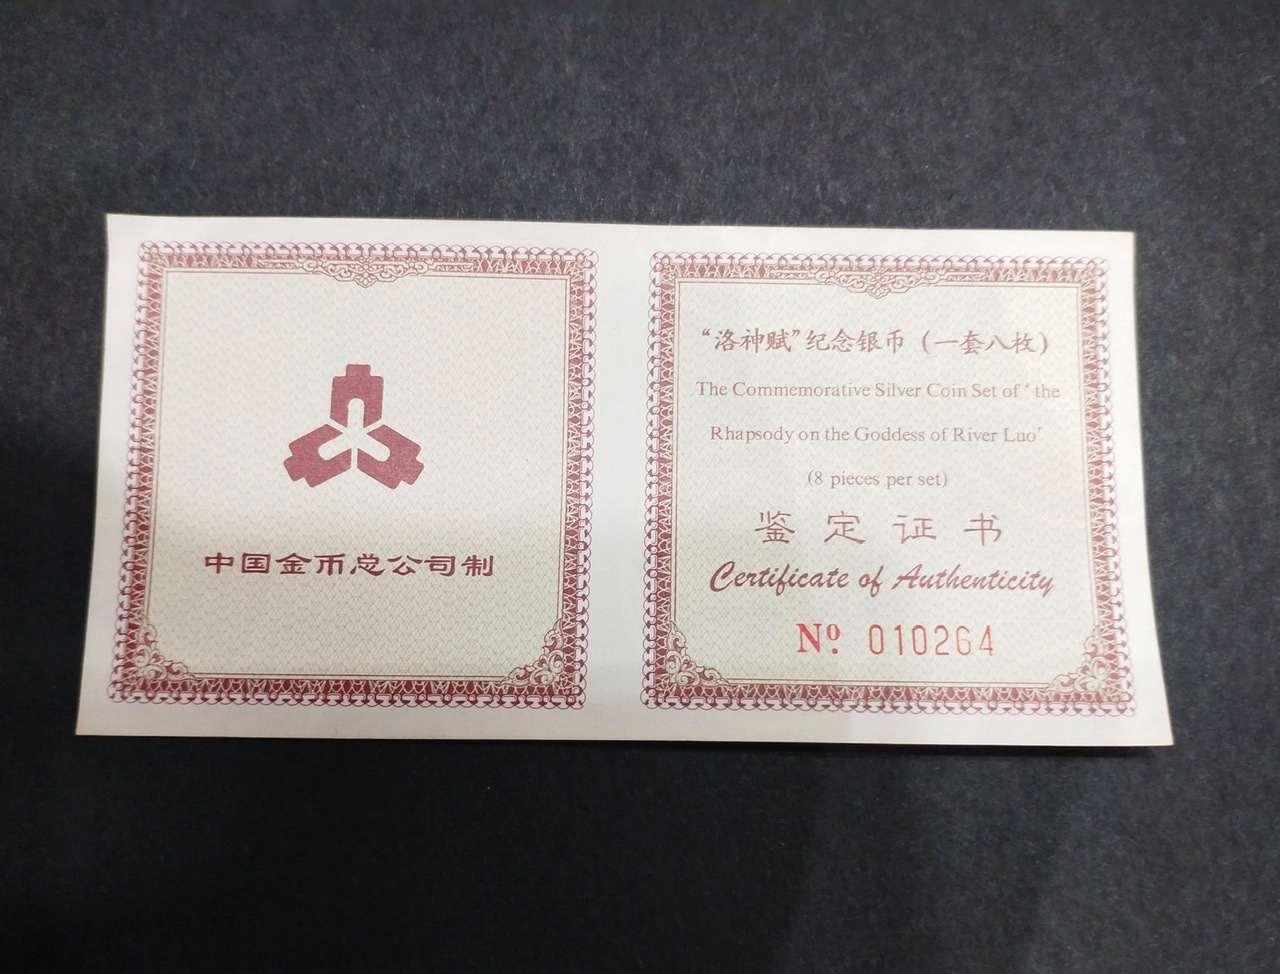 中国金币总公司制
“洛神赋”纪念银币(一套八枚)
The Commemorative Silver Coin Set of ‘ the
Rhapsody on the Goddess of River Luo’
(8 pieces per set)
鉴定证书
Certificate of Authenticity
Nº. 010264